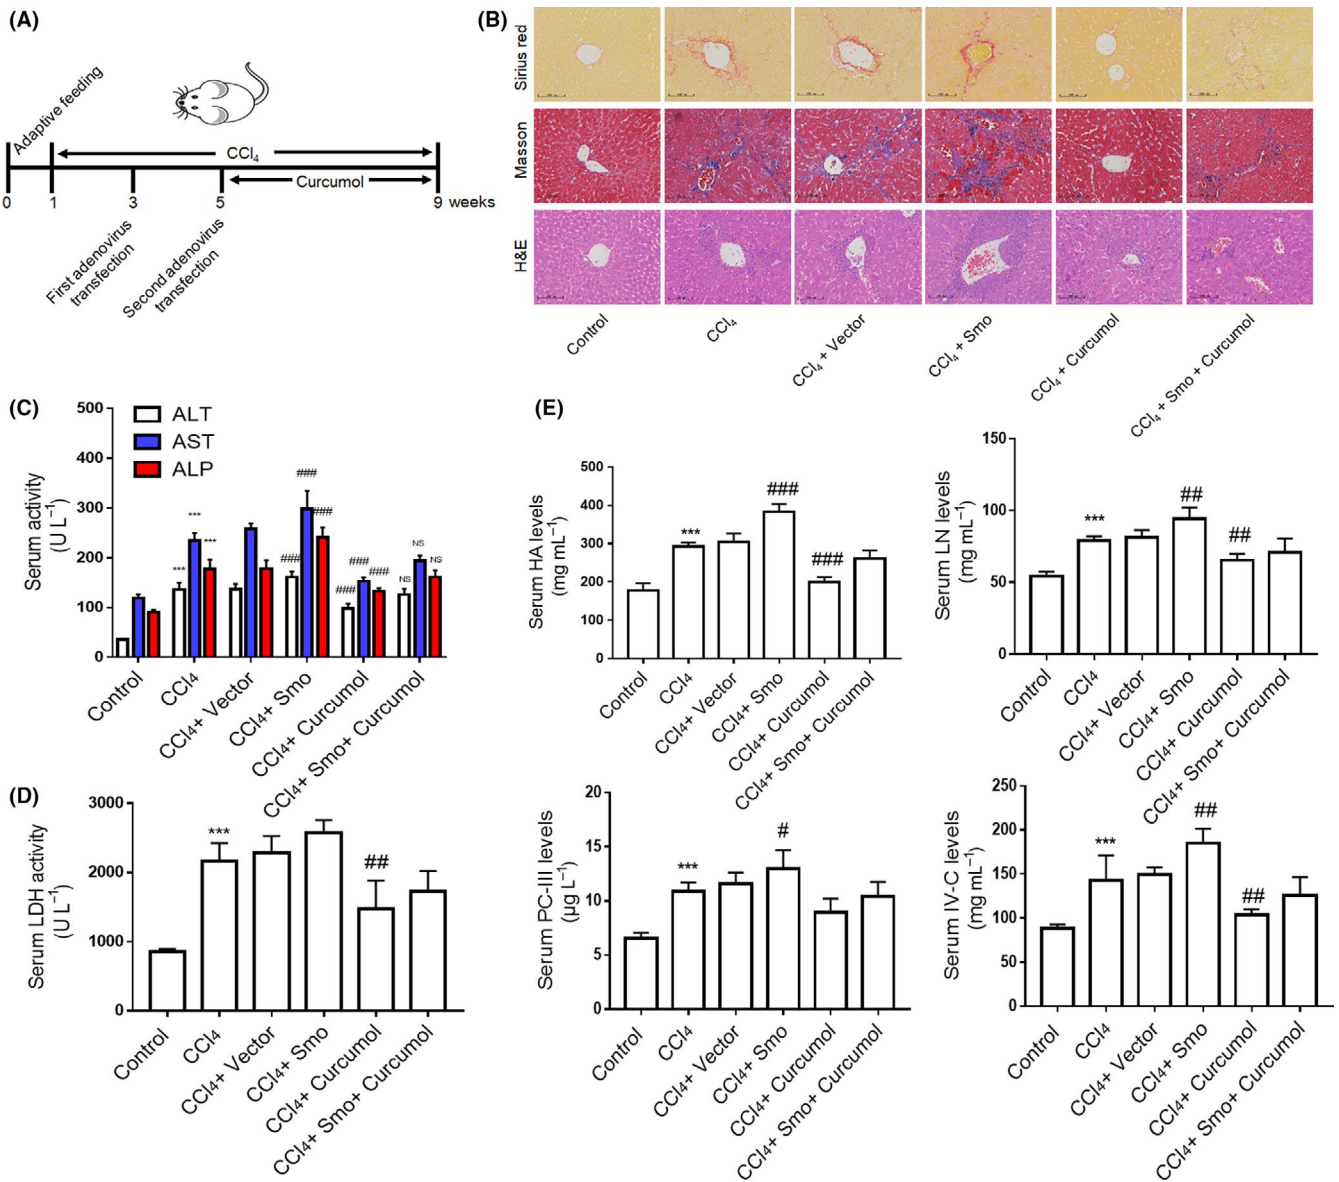 (A)
Adaptive feeding
CCl₄
Curcumol
0 1 3 5 9 weeks
First adenovirus
transfection
Second adenovirus
transfection
(B)
Sirius red
Masson
H&E
Control
CCl₄
CCl₄ + Vector
CCl₄ + Smo
CCl₄ + Curcumol
CCl₄ + Smo + Curcumol
(C)
Serum activity
(U L⁻¹)
500
400
300
200
100
0
ALT
AST
ALP
*** *** ***
### ### ###
### ### ###
NS NS NS
Control
CCl₄
CCl₄+ Vector
CCl₄+ Smo
CCl₄+ Curcumol
CCl₄+ Smo+ Curcumol
(D)
Serum LDH activity
(U L⁻¹)
3000
2000
1000
0
***
##
Control
CCl₄
CCl₄+ Vector
CCl₄+ Smo
CCl₄+ Curcumol
CCl₄+ Smo+ Curcumol
(E)
Serum HA levels
(mg mL⁻¹)
500
400
300
200
100
0
***
###
###
Control
CCl₄
CCl₄+ Vector
CCl₄+ Smo
CCl₄+ Curcumol
CCl₄+ Smo+ Curcumol
Serum LN levels
(mg mL⁻¹)
150
100
50
0
***
##
##
Control
CCl₄
CCl₄+ Vector
CCl₄+ Smo
CCl₄+ Curcumol
CCl₄+ Smo+ Curcumol
Serum PC-III levels
(µg L⁻¹)
20
15
10
5
0
***
#
Control
CCl₄
CCl₄+ Vector
CCl₄+ Smo
CCl₄+ Curcumol
CCl₄+ Smo+ Curcumol
Serum IV-C levels
(mg mL⁻¹)
250
200
150
100
50
0
***
##
##
Control
CCl₄
CCl₄+ Vector
CCl₄+ Smo
CCl₄+ Curcumol
CCl₄+ Smo+ Curcumol